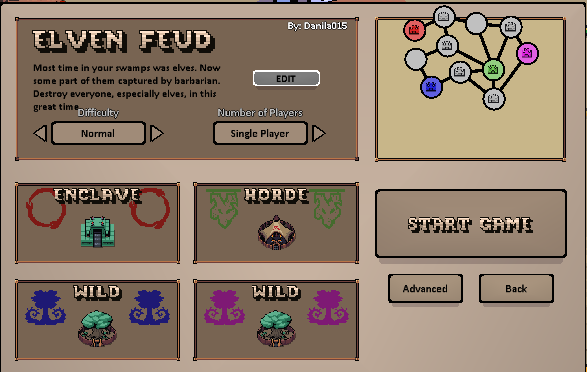 By: Danila015
ELVEN FEUD
Most time in your swamps was elves. Now
some part of them captured by barbarian.
Destroy everyone, especially elves, in this
great time
EDIT
Difficulty
Number of Players
Normal
Single Player
ENCLAVE
HORDE
START GAME
Advanced
Back
WILD
WILD